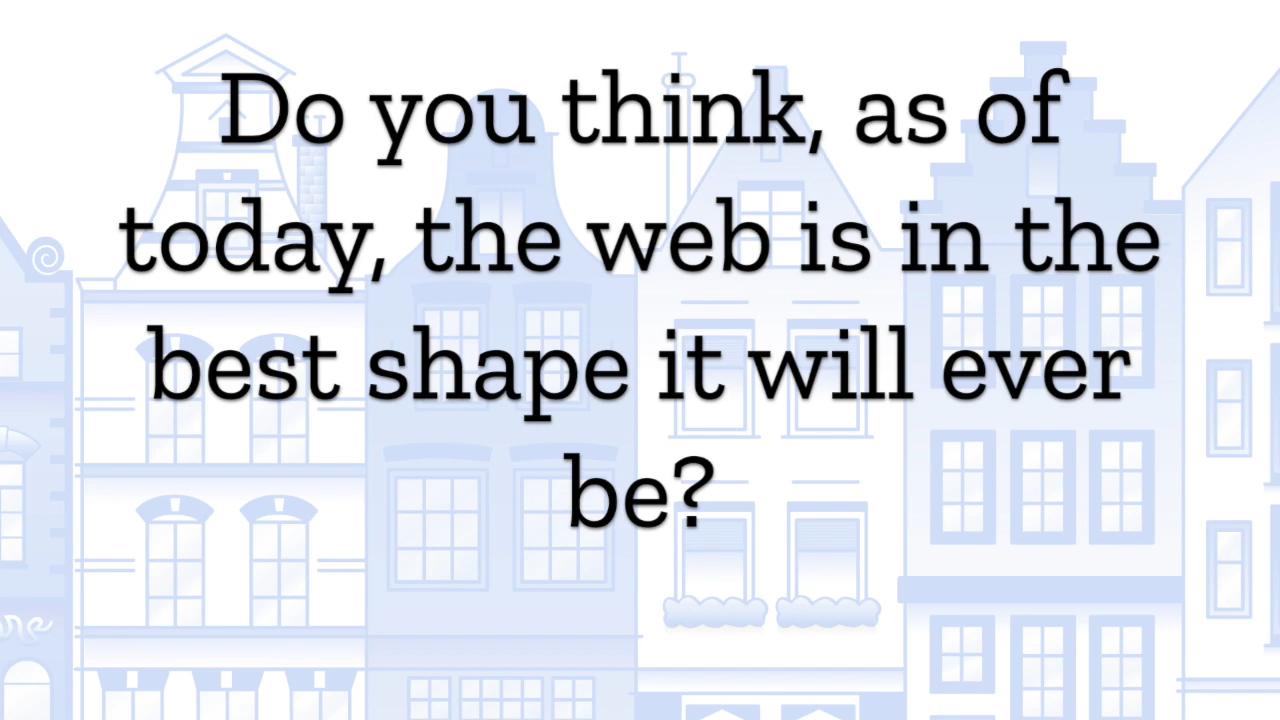 Do you think, as of
today, the web is in the
best shape it will ever
be?